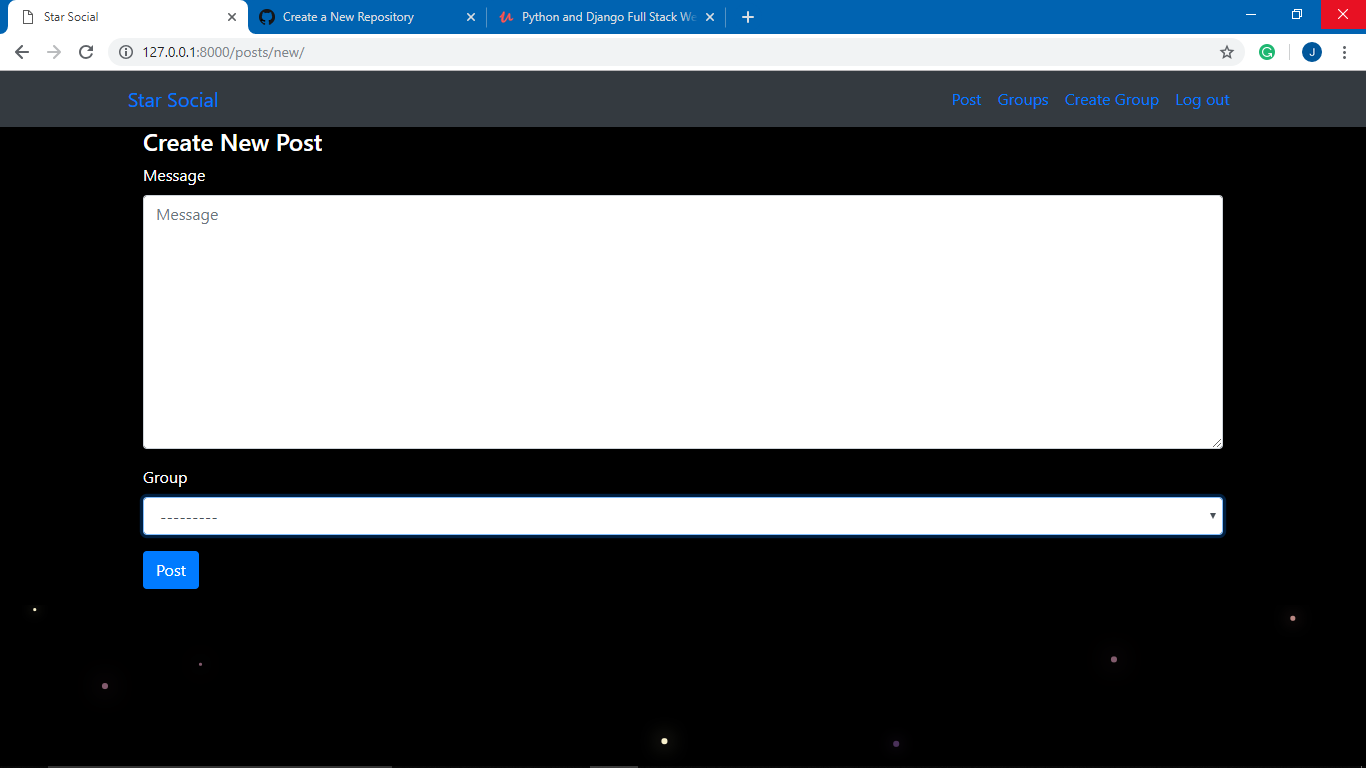 Star Social
Create a New Repository
Python and Django Full Stack We
127.0.0.1:8000/posts/new/
J
Star Social
Post Groups Create Group Log out
Create New Post
Message
Message
Group
---------
Post